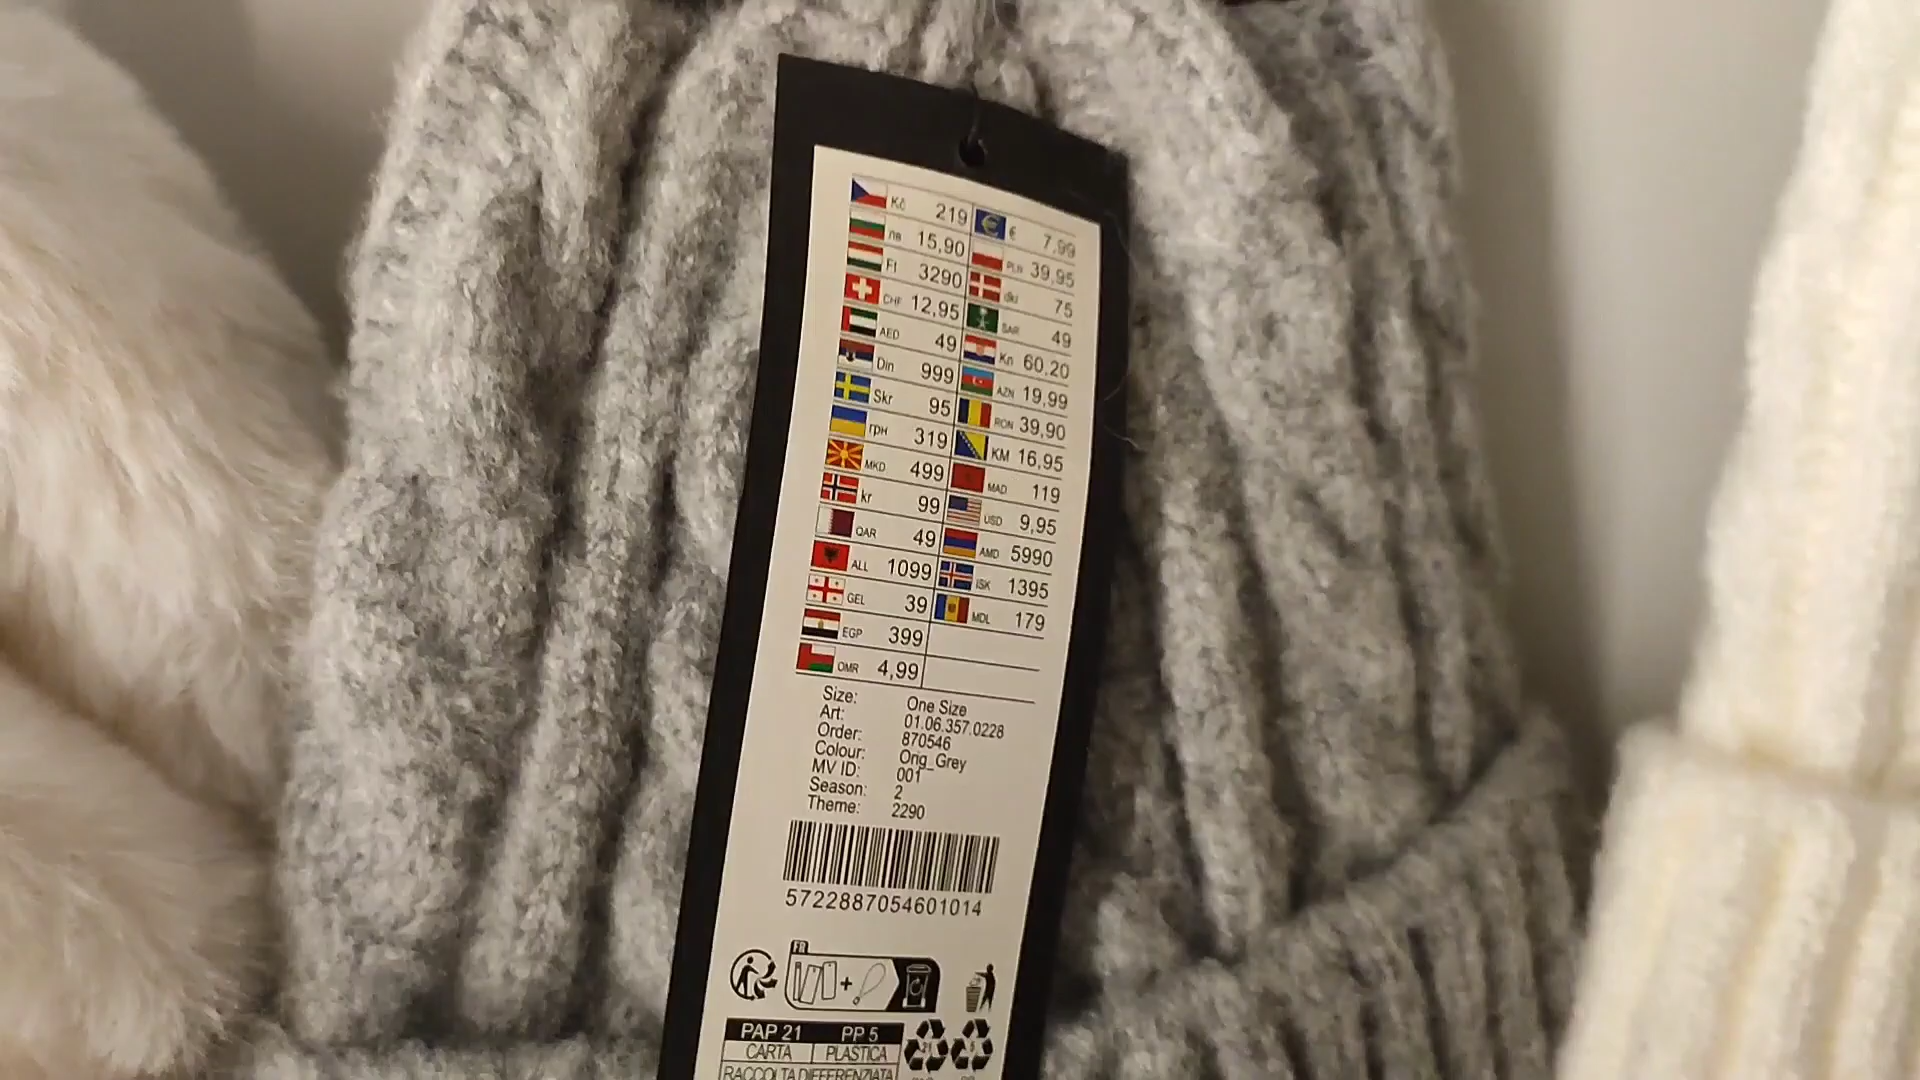 Kč 219 € 7,99
лв 15,90 PLN 39,95
Ft 3290 dkr 75
CHF 12,95 SAR 49
AED 49 Kn 60,20
Din 999 AZN 19,99
Skr 95 RON 39,90
грн 319 KM 16,95
MKD 499 MAD 119
kr 99 USD 9,95
QAR 49 AMD 5990
ALL 1099 ISK 1395
GEL 39 MDL 179
EGP 399
OMR 4,99
Size: One Size
Art: 01.06.357.0228
Order: 870546
Colour: Orig_Grey
MV ID: 001
Season: 2
Theme: 2290
5722887054601014
FR
+
PAP 21 PP 5
CARTA PLASTICA
RACCOLTA DIFFERENZIATA
21 5